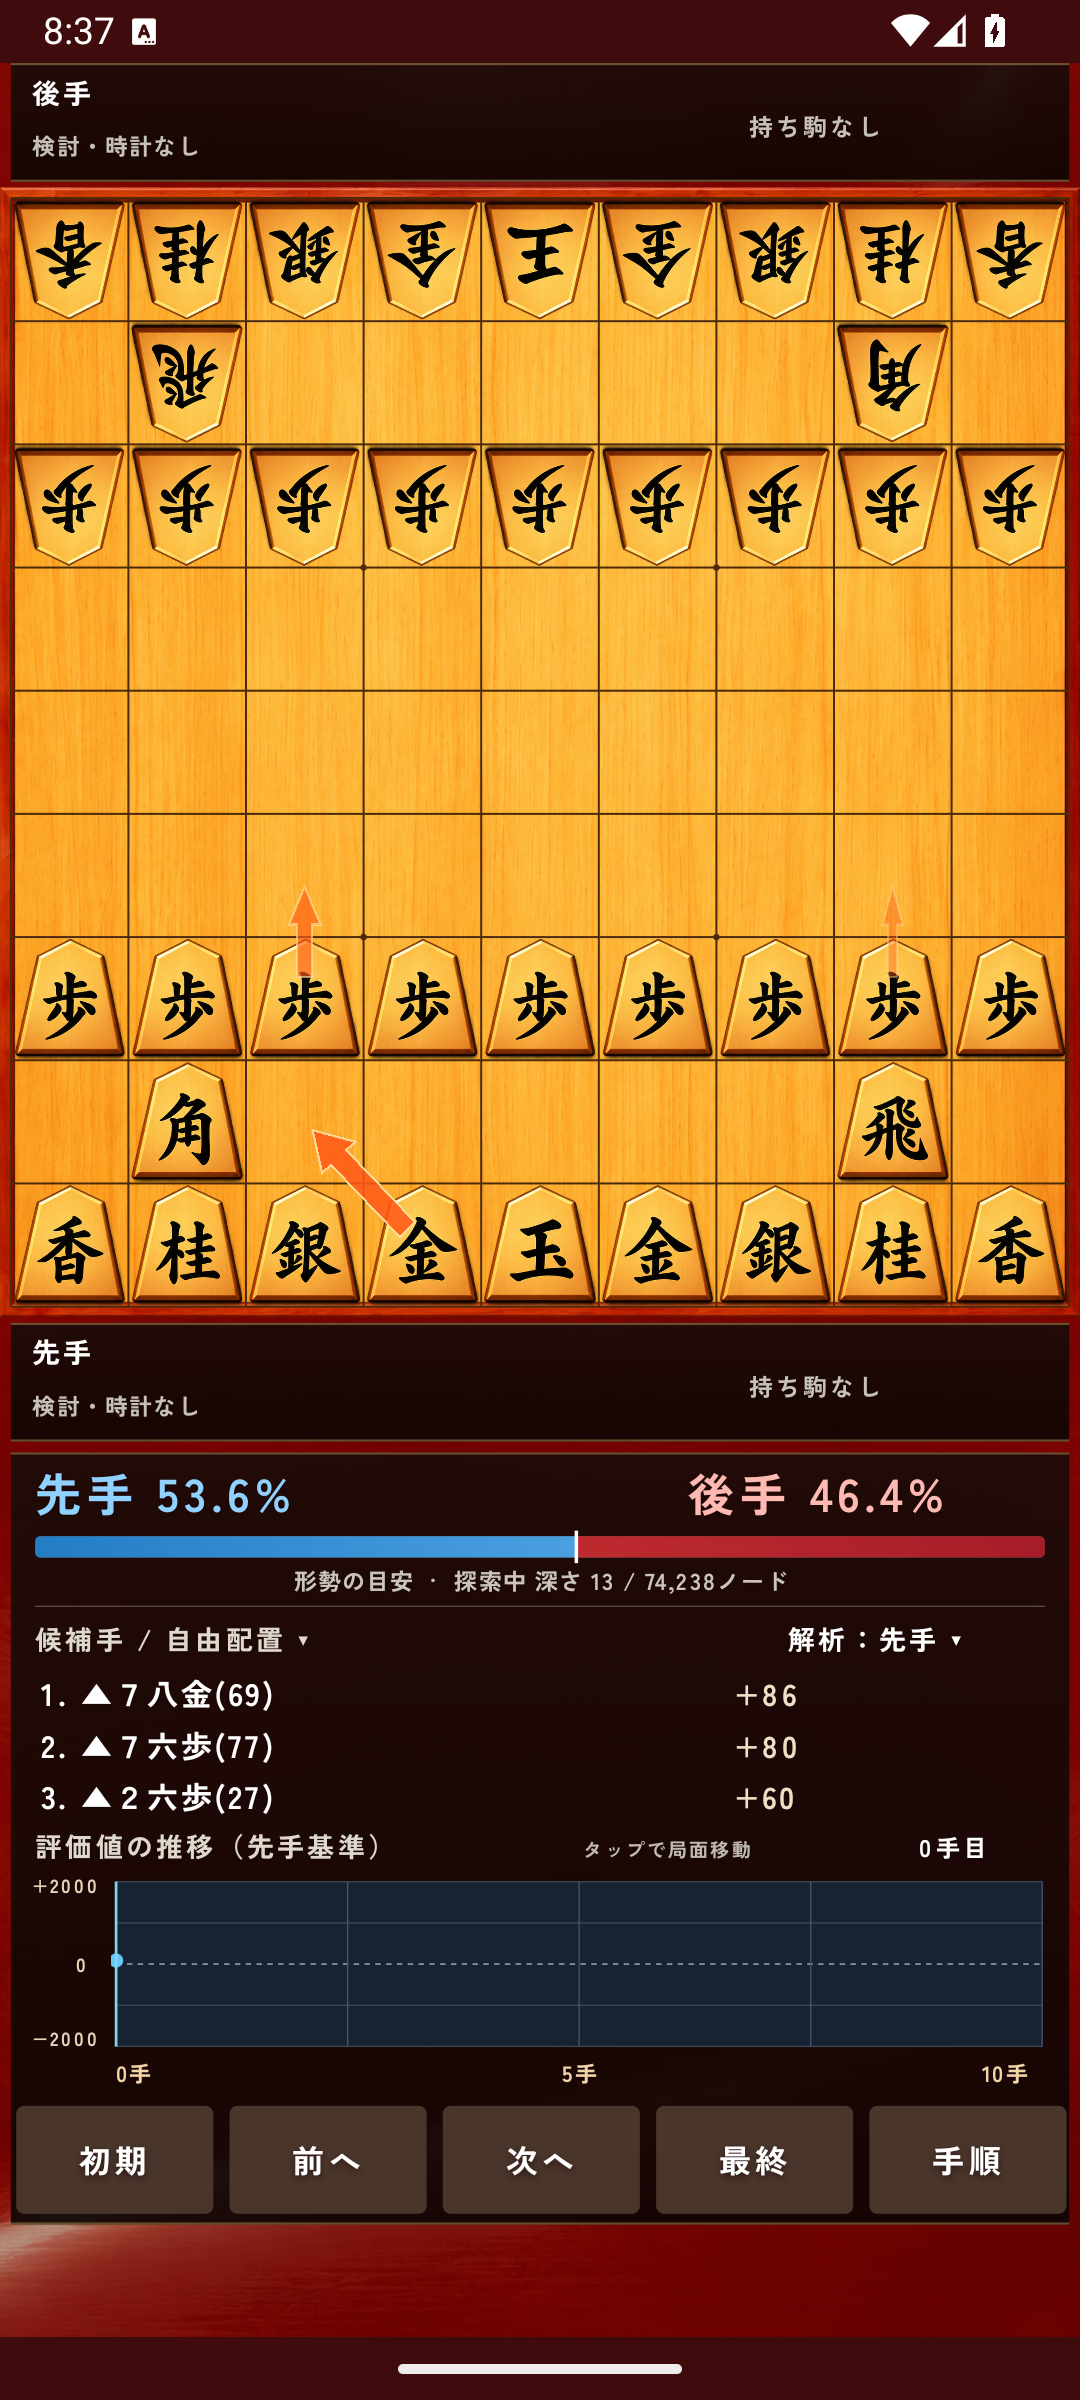 8:37 A
後手
検討・時計なし
持ち駒なし
香 桂 銀 金 王 金 銀 桂 香
飛 角
歩 歩 歩 歩 歩 歩 歩 歩 歩
歩 歩 歩 歩 歩 歩 歩 歩 歩
角 飛
香 桂 銀 金 玉 金 銀 桂 香
先手
検討・時計なし
持ち駒なし
先手 53.6% 後手 46.4%
形勢の目安 ・ 探索中 深さ 13 / 74,238ノード
候補手 / 自由配置 ▾ 解析：先手 ▾
1. ▲７八金(69) +86
2. ▲７六歩(77) +80
3. ▲２六歩(27) +60
評価値の推移（先手基準） タップで局面移動 0手目
+2000
0
−2000
0手 5手 10手
初期 前へ 次へ 最終 手順